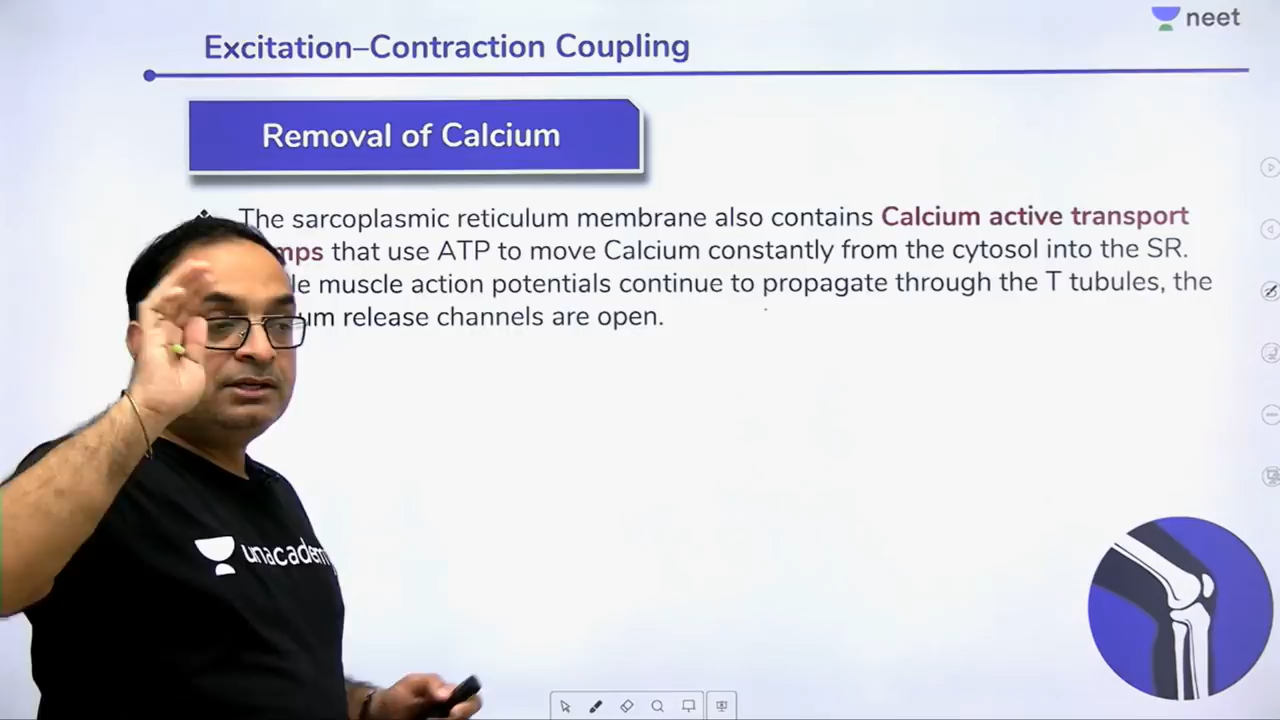 neet
Excitation–Contraction Coupling
Removal of Calcium
The sarcoplasmic reticulum membrane also contains Calcium active transport
that use ATP to move Calcium constantly from the cytosol into the SR.
muscle action potentials continue to propagate through the T tubules, the
release channels are open.
unacademy